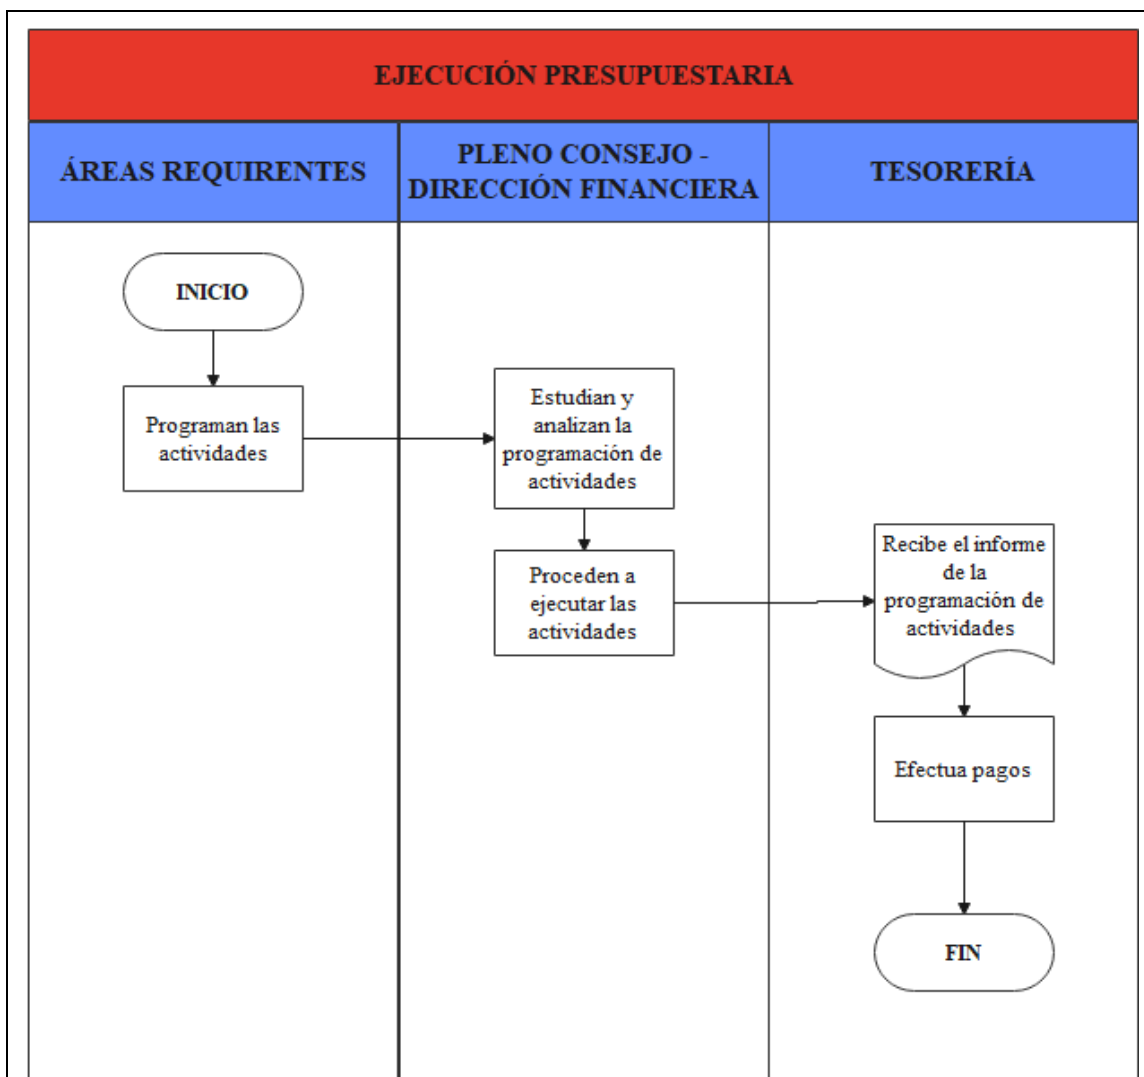 EJECUCIÓN PRESUPUESTARIA
ÁREAS REQUIRENTES
PLENO CONSEJO -
DIRECCIÓN FINANCIERA
TESORERÍA
INICIO
Programan las
actividades
Estudian y
analizan la
programación de
actividades
Proceden a
ejecutar las
actividades
Recibe el informe
de la
programación de
actividades
Efectua pagos
FIN